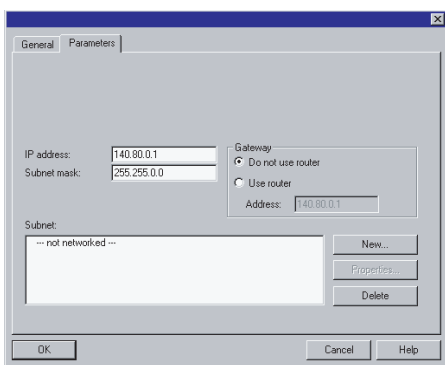 General Parameters
IP address: 140.80.0.1
Subnet mask: 255.255.0.0
Gateway
Do not use router
Use router
Address: 140.80.0.1
Subnet:
--- not networked ---
New...
Properties...
Delete
OK Cancel Help